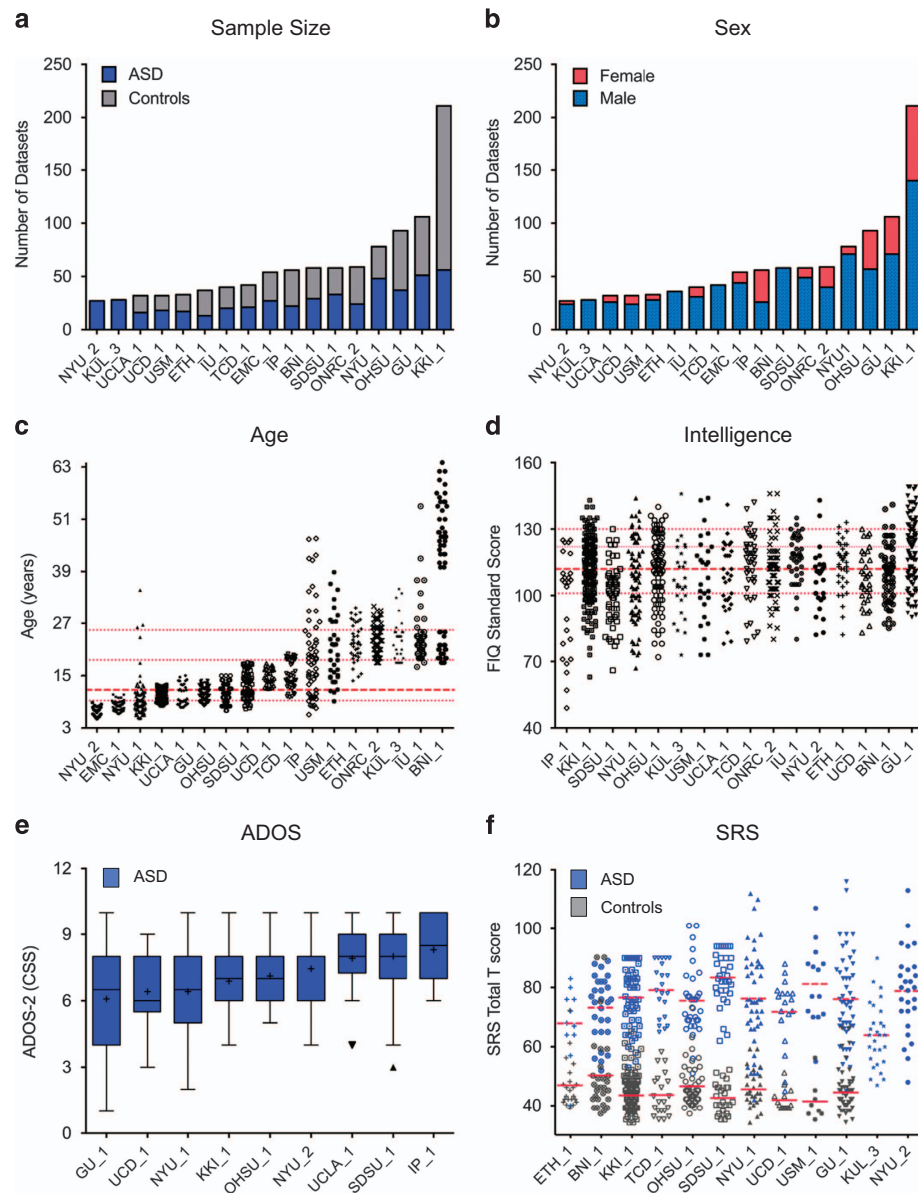 a
Sample Size
250
200
150
100
50
0
Number of Datasets
ASD
Controls
NYU_2
KUL_3
UCLA_1
UCD_1
USM_1
ETH_1
IU_1
TCD_1
EMC_1
IP_1
BNI_1
SDSU_1
ONRC_2
NYU_1
OHSU_1
GU_1
KKI_1
b
Sex
250
200
150
100
50
0
Number of Datasets
Female
Male
NYU_2
KUL_3
UCLA_1
UCD_1
USM_1
ETH_1
IU_1
TCD_1
EMC_1
IP_1
BNI_1
SDSU_1
ONRC_2
NYU1
OHSU_1
GU_1
KKI_1
c
Age
63
51
39
27
15
3
Age (years)
NYU_2
EMC_1
NYU_1
KKI_1
UCLA_1
GU_1
OHSU_1
SDSU_1
UCD_1
TCD_1
IP_1
USM_1
ETH_1
ONRC_2
KUL_3
IU_1
BNI_1
d
Intelligence
160
130
100
70
40
FIQ Standard Score
IP_1
KKI_1
SDSU_1
NYU_1
OHSU_1
KUL_3
USM_1
UCLA_1
TCD_1
ONRC_2
IU_1
NYU_2
ETH_1
UCD_1
BNI_1
GU_1
e
ADOS
12
9
6
3
0
ADOS-2 (CSS)
ASD
GU_1
UCD_1
NYU_1
KKI_1
OHSU_1
NYU_2
UCLA_1
SDSU_1
IP_1
f
SRS
120
100
80
60
40
SRS Total T score
ASD
Controls
ETH_1
BNI_1
KKI_1
TCD_1
OHSU_1
SDSU_1
NYU_1
UCD_1
USM_1
GU_1
KUL_3
NYU_2